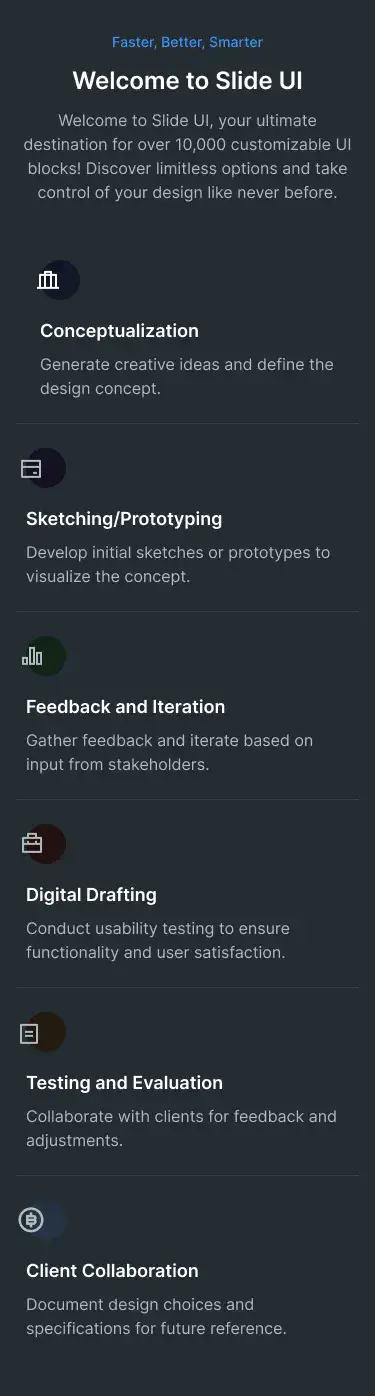 Faster, Better, Smarter
Welcome to Slide UI
Welcome to Slide UI, your ultimate
destination for over 10,000 customizable UI
blocks! Discover limitless options and take
control of your design like never before.
Conceptualization
Generate creative ideas and define the
design concept.
Sketching/Prototyping
Develop initial sketches or prototypes to
visualize the concept.
Feedback and Iteration
Gather feedback and iterate based on
input from stakeholders.
Digital Drafting
Conduct usability testing to ensure
functionality and user satisfaction.
Testing and Evaluation
Collaborate with clients for feedback and
adjustments.
Client Collaboration
Document design choices and
specifications for future reference.